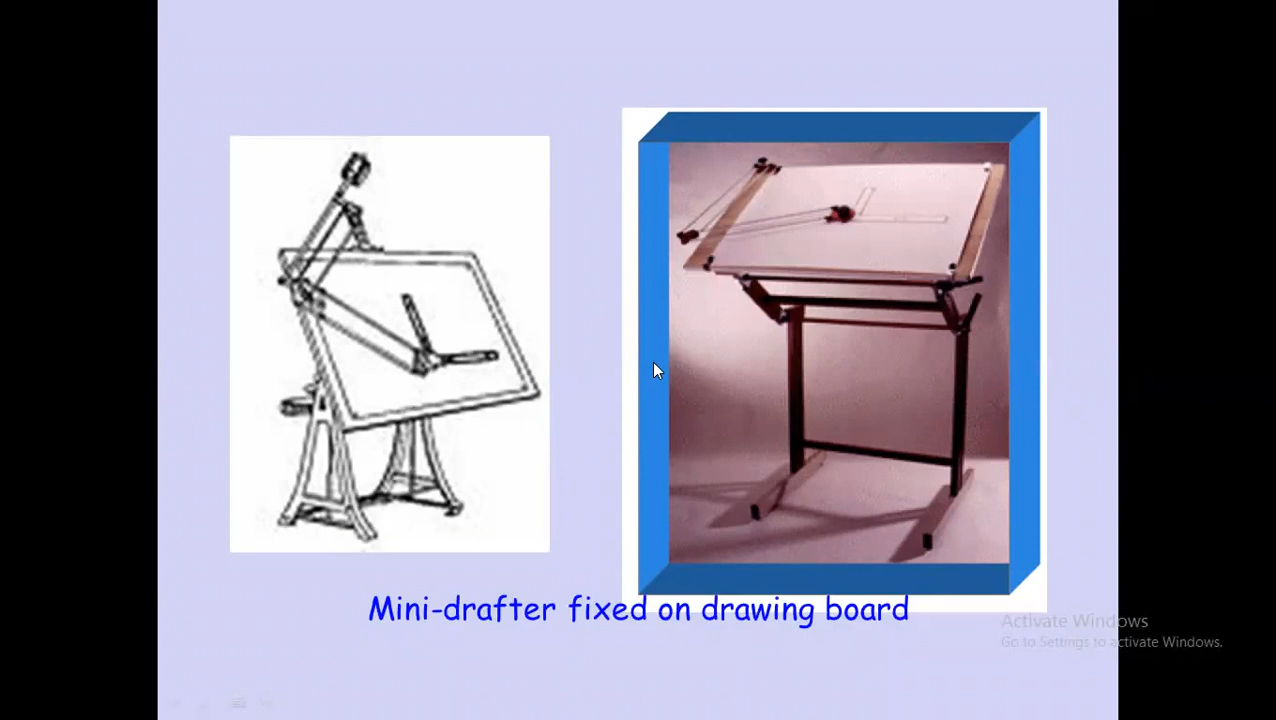 Mini-drafter fixed on drawing board
Activate Windows
Go to Settings to activate Windows.